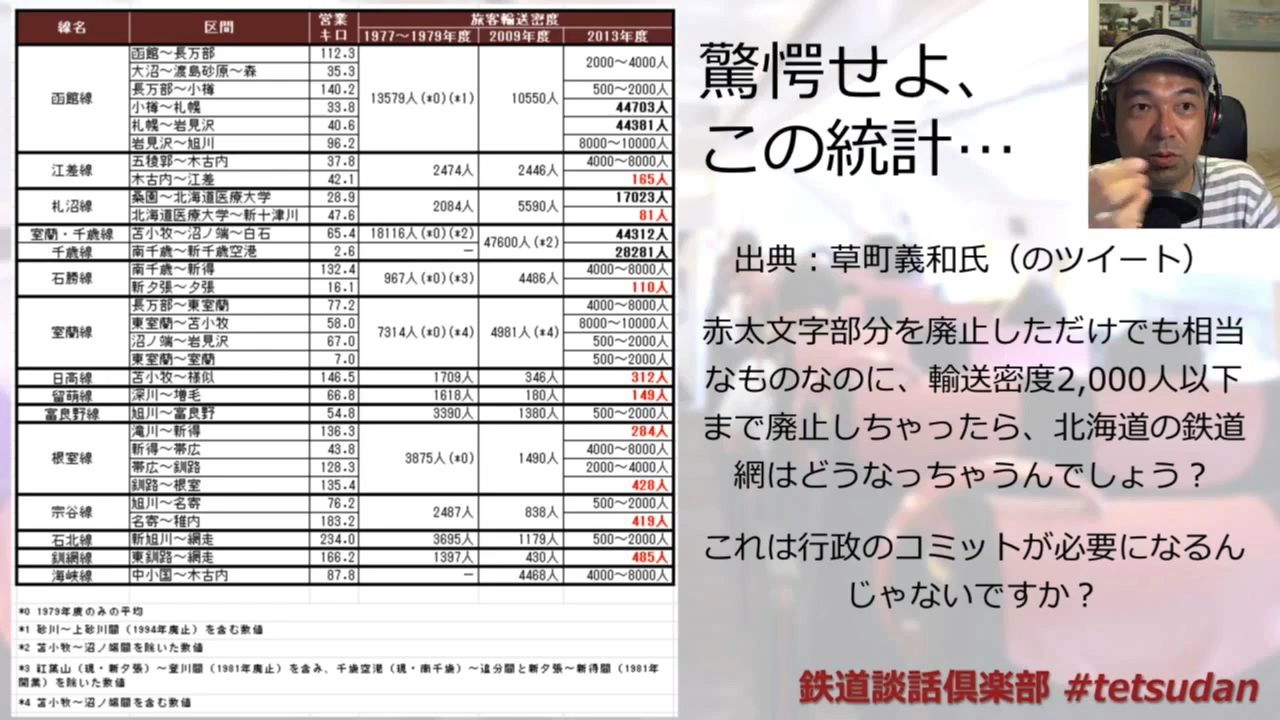 線名 区間 営業キロ 旅客輸送密度
1977～1979年度 2009年度 2013年度
函館線 函館～長万部 112.3 13579人(*0)(*1) 10550人 2000～4000人
大沼～渡島砂原～森 35.3
長万部～小樽 140.2 500～2000人
小樽～札幌 33.8 44703人
札幌～岩見沢 40.6 44381人
岩見沢～旭川 96.2 8000～10000人
江差線 五稜郭～木古内 37.8 2474人 2446人 4000～8000人
木古内～江差 42.1 165人
札沼線 桑園～北海道医療大学 28.9 2084人 5590人 17023人
北海道医療大学～新十津川 47.6 81人
室蘭・千歳線 苫小牧～沼ノ端～白石 65.4 18116人(*0)(*2) 47600人(*2) 44312人
千歳線 南千歳～新千歳空港 2.6 － 28281人
石勝線 南千歳～新得 132.4 967人(*0)(*3) 4486人 4000～8000人
新夕張～夕張 16.1 110人
室蘭線 長万部～東室蘭 77.2 7314人(*0)(*4) 4981人(*4) 4000～8000人
東室蘭～苫小牧 58.0 8000～10000人
沼ノ端～岩見沢 67.0 500～2000人
東室蘭～室蘭 7.0 500～2000人
日高線 苫小牧～様似 146.5 1709人 346人 312人
留萌線 深川～増毛 66.8 1618人 180人 149人
富良野線 旭川～富良野 54.8 3390人 1380人 500～2000人
根室線 滝川～新得 136.3 3875人(*0) 1490人 284人
新得～帯広 43.8 4000～8000人
帯広～釧路 128.3 2000～4000人
釧路～根室 135.4 428人
宗谷線 旭川～名寄 76.2 2487人 838人 500～2000人
名寄～稚内 183.2 419人
石北線 新旭川～網走 234.0 3695人 1179人 500～2000人
釧網線 東釧路～網走 166.2 1397人 430人 485人
海峡線 中小国～木古内 87.8 － 4468人 4000～8000人
*0 1979年度のみの平均
*1 砂川～上砂川間（1994年廃止）を含む数値
*2 苫小牧～沼ノ端間を除いた数値
*3 紅葉山（現・新夕張）～登川間（1981年廃止）を含み、千歳空港（現・南千歳）～追分間と新夕張～新得間（1981年
開業）を除いた数値
*4 苫小牧～沼ノ端間を含む数値
驚愕せよ、
この統計…
出典：草町義和氏（のツイート）
赤太文字部分を廃止しただけでも相当
なものなのに、輸送密度2,000人以下
まで廃止しちゃったら、北海道の鉄道
網はどうなっちゃうんでしょう？
これは行政のコミットが必要になるん
じゃないですか？
鉄道談話倶楽部 #tetsudan